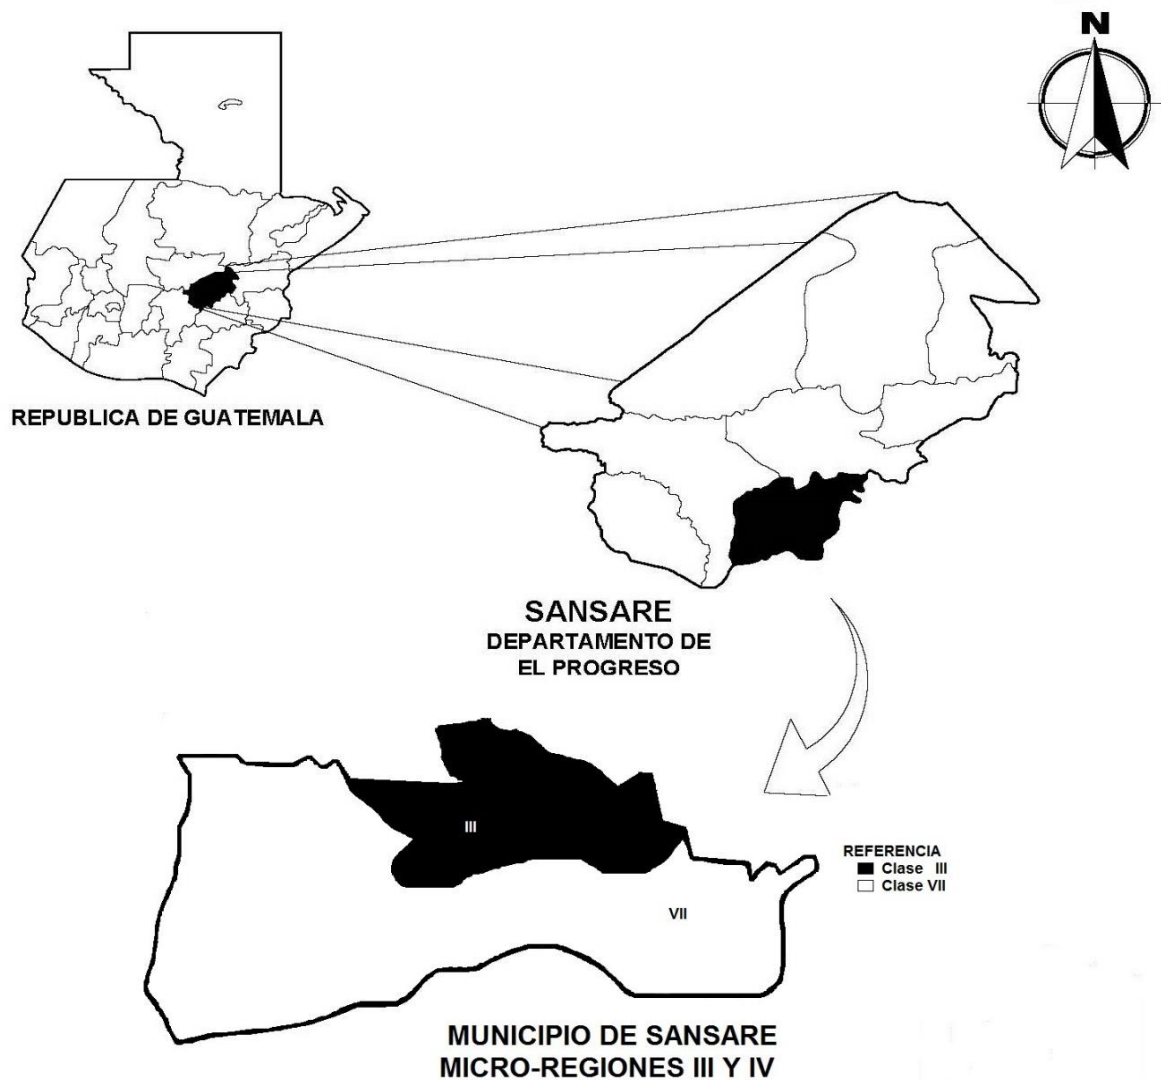 N
REPUBLICA DE GUATEMALA
SANSARE
DEPARTAMENTO DE
EL PROGRESO
III
REFERENCIA
Clase III
Clase VII
VII
MUNICIPIO DE SANSARE
MICRO-REGIONES III Y IV